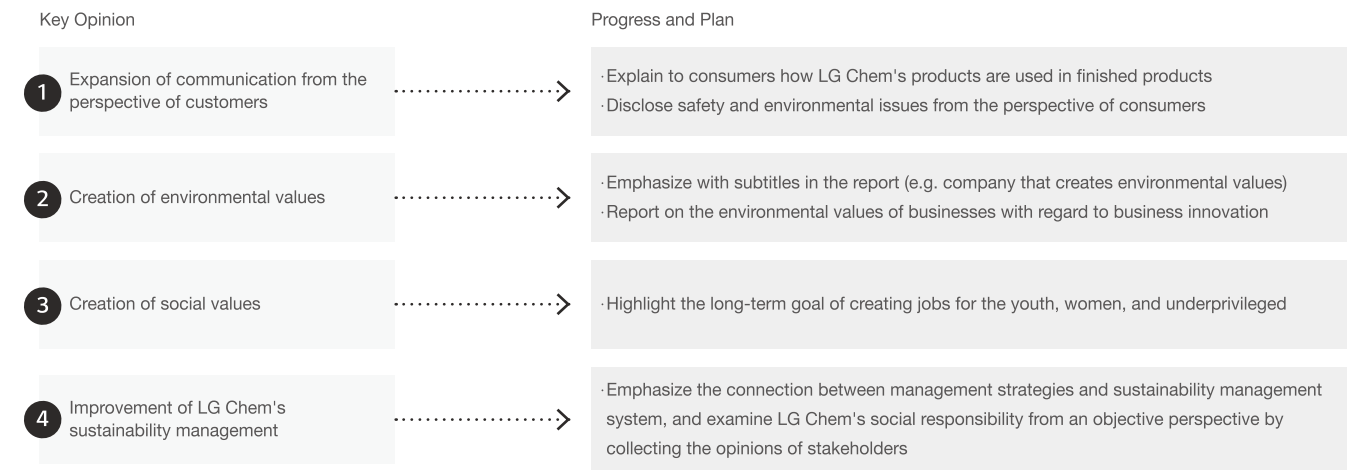 Key Opinion
Progress and Plan
1
Expansion of communication from the
perspective of customers
·Explain to consumers how LG Chem's products are used in finished products
·Disclose safety and environmental issues from the perspective of consumers
2
Creation of environmental values
·Emphasize with subtitles in the report (e.g. company that creates environmental values)
·Report on the environmental values of businesses with regard to business innovation
3
Creation of social values
·Highlight the long-term goal of creating jobs for the youth, women, and underprivileged
4
Improvement of LG Chem's
sustainability management
·Emphasize the connection between management strategies and sustainability management
system, and examine LG Chem's social responsibility from an objective perspective by
collecting the opinions of stakeholders